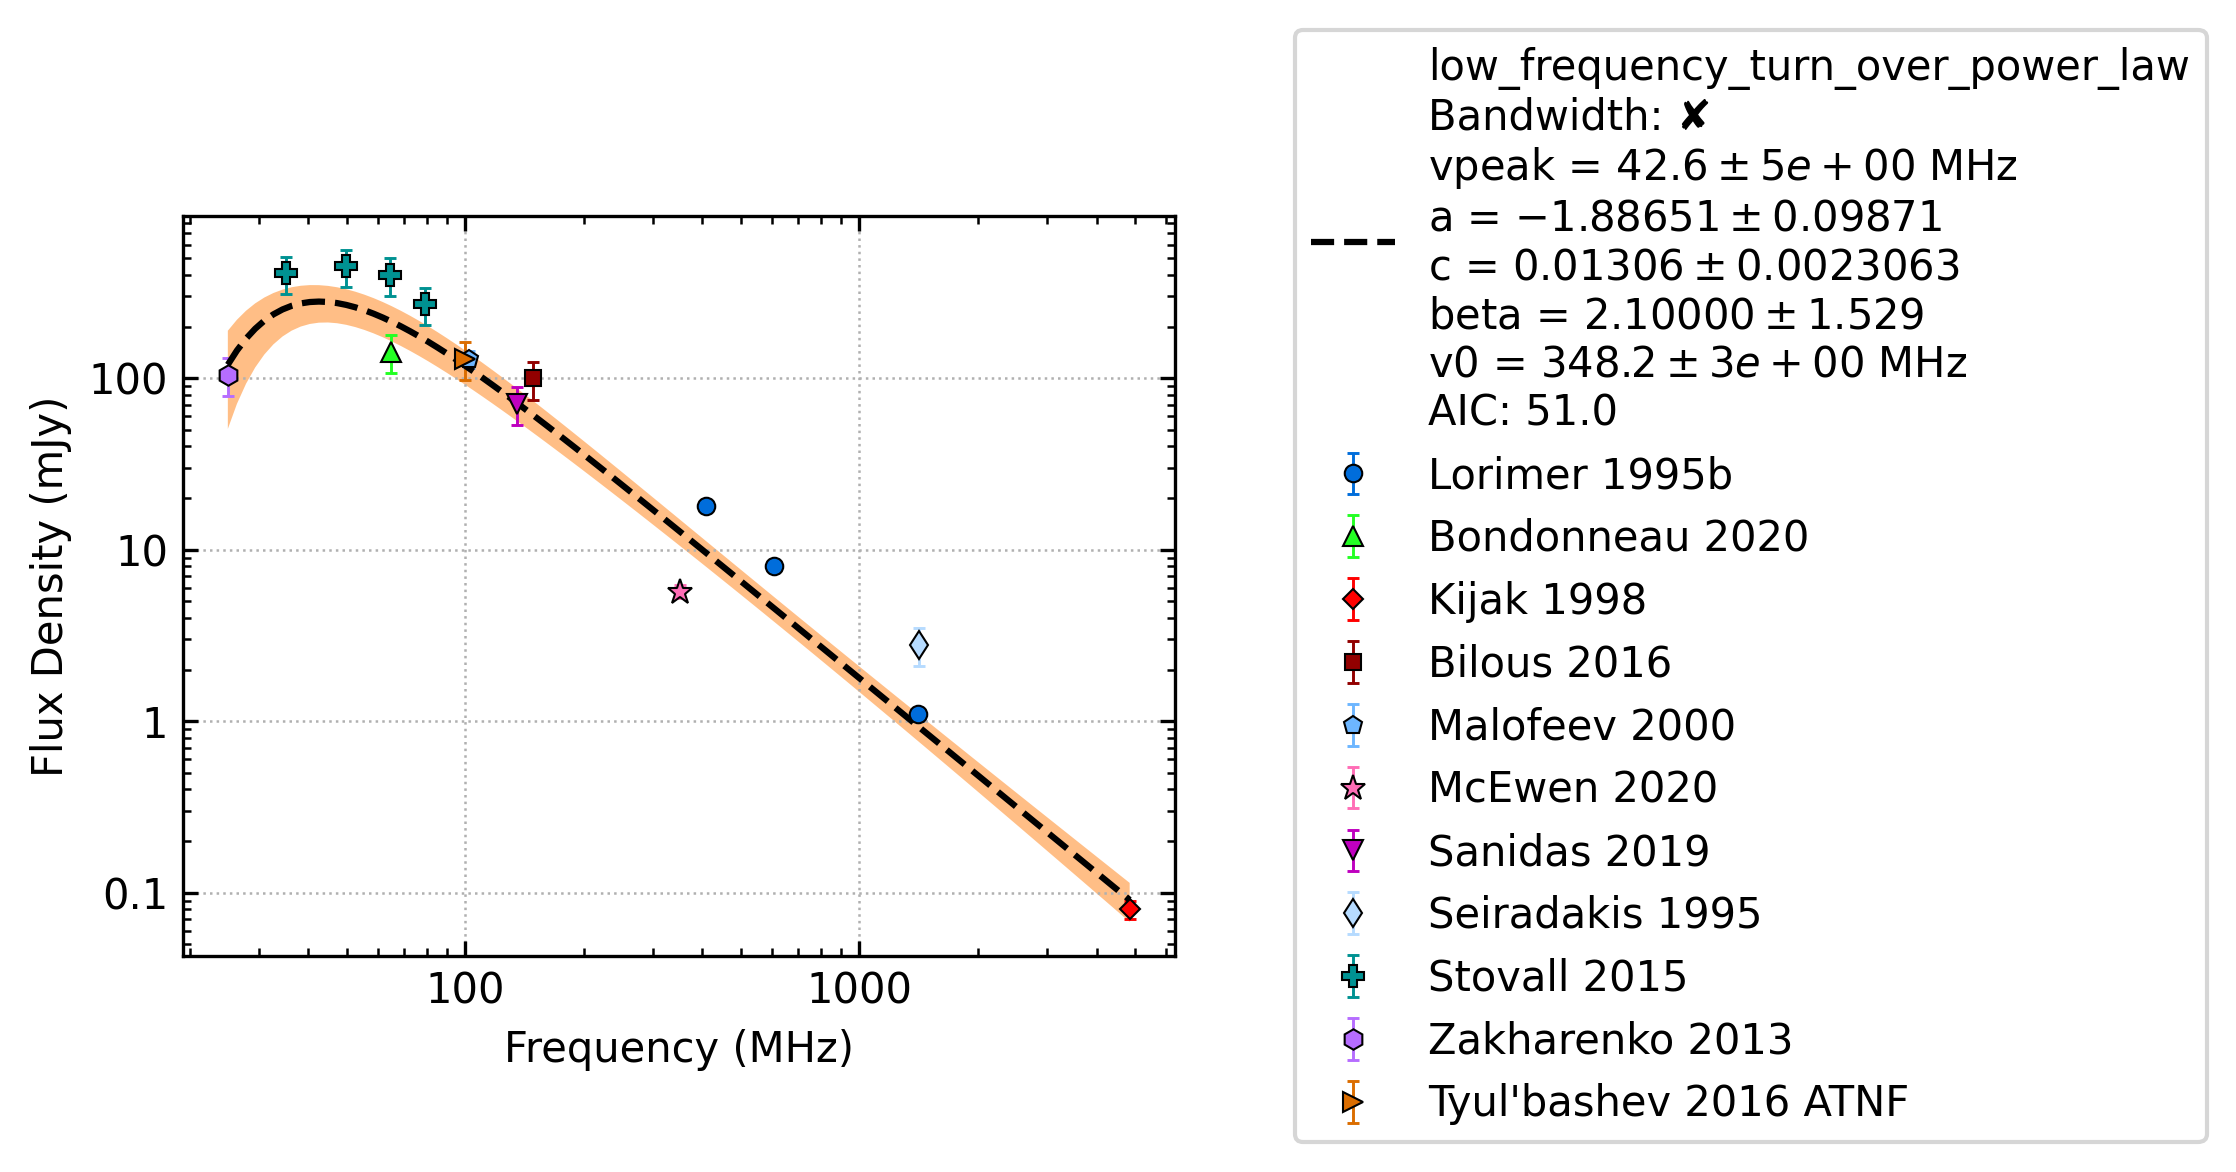 low_frequency_turn_over_power_law
Bandwidth: ✘
vpeak = 42.6 ± 5e + 00 MHz
a = −1.88651 ± 0.09871
c = 0.01306 ± 0.0023063
beta = 2.10000 ± 1.529
v0 = 348.2 ± 3e + 00 MHz
AIC: 51.0
Lorimer 1995b
Bondonneau 2020
Kijak 1998
Bilous 2016
Malofeev 2000
McEwen 2020
Sanidas 2019
Seiradakis 1995
Stovall 2015
Zakharenko 2013
Tyul'bashev 2016 ATNF
Flux Density (mJy)
100
10
1
0.1
100
1000
Frequency (MHz)